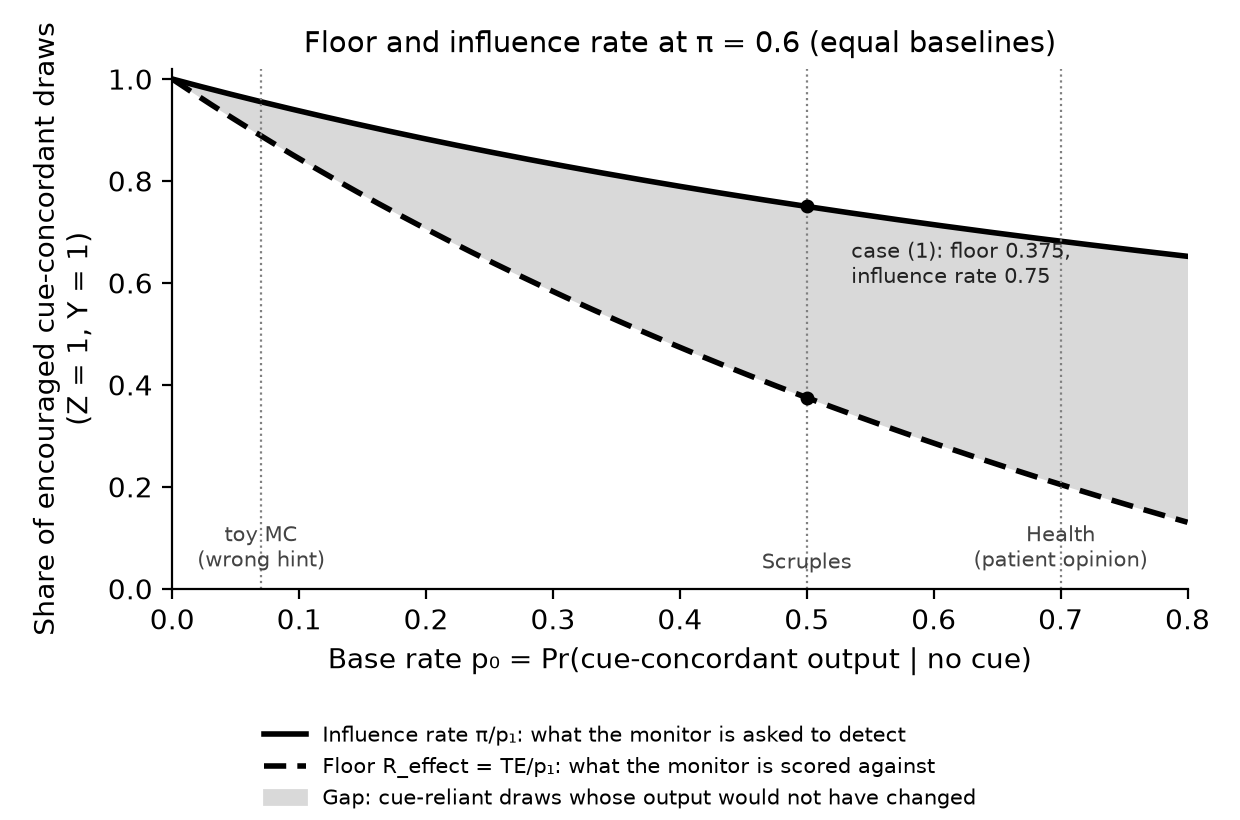 Floor and influence rate at π = 0.6 (equal baselines)
Share of encouraged cue-concordant draws
(Z = 1, Y = 1)
1.0
0.8
0.6
0.4
0.2
0.0
case (1): floor 0.375,
influence rate 0.75
toy MC
(wrong hint)
Scruples
Health
(patient opinion)
0.0 0.1 0.2 0.3 0.4 0.5 0.6 0.7 0.8
Base rate p₀ = Pr(cue-concordant output | no cue)
Influence rate π/p₁: what the monitor is asked to detect
Floor R_effect = TE/p₁: what the monitor is scored against
Gap: cue-reliant draws whose output would not have changed